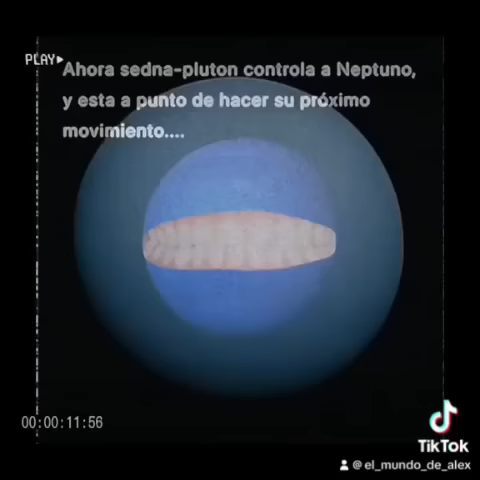 PLAY
Ahora sedna-pluton controla a Neptuno,
y esta a punto de hacer su próximo
movimiento....
00:00:11:56
TikTok
@el_mundo_de_alex